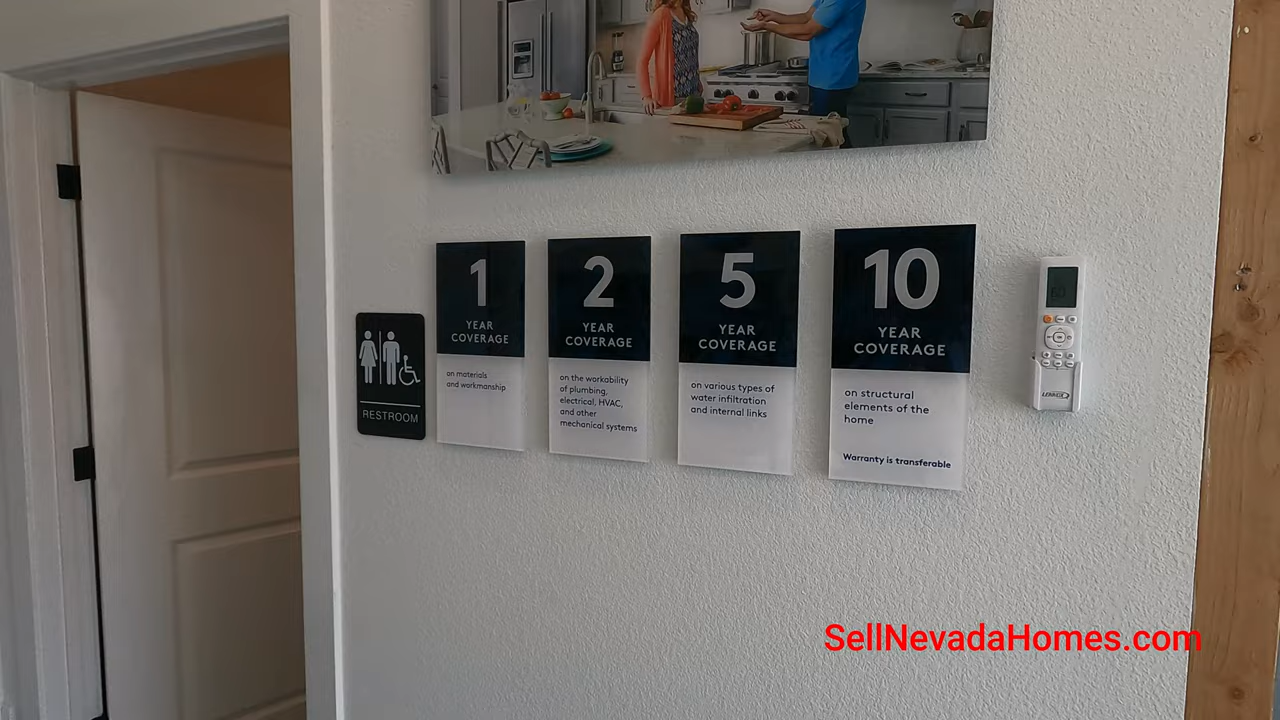 1
YEAR
COVERAGE
on materials
and workmanship
2
YEAR
COVERAGE
on the workability
of plumbing,
electrical, HVAC,
and other
mechanical systems
5
YEAR
COVERAGE
on various types of
water infiltration
and internal links
10
YEAR
COVERAGE
on structural
elements of the
home
Warranty is transferable
RESTROOM
LENNOX
SellNevadaHomes.com